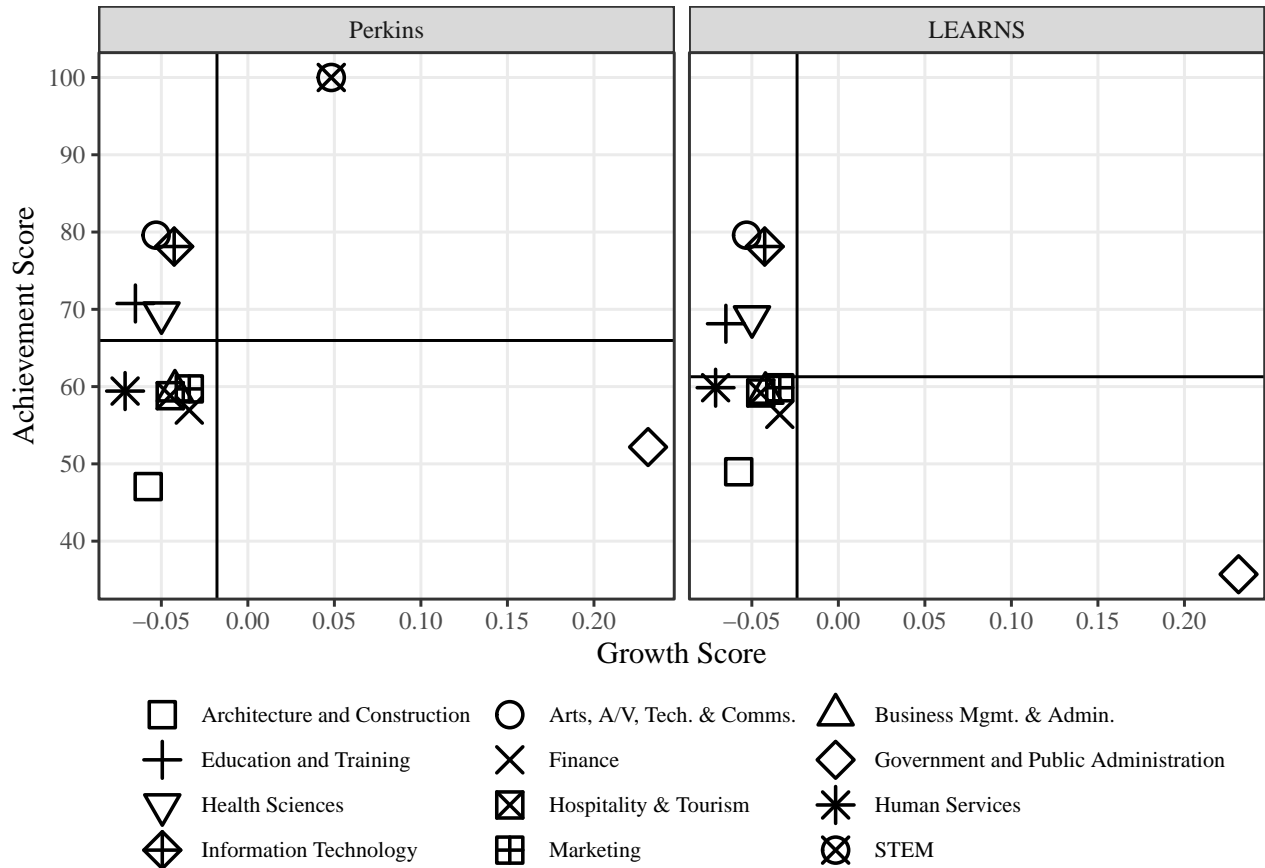 Perkins LEARNS
100
90
80
70
60
50
40
Achievement Score
−0.05 0.00 0.05 0.10 0.15 0.20 −0.05 0.00 0.05 0.10 0.15 0.20
Growth Score
Architecture and Construction Arts, A/V, Tech. & Comms. Business Mgmt. & Admin.
Education and Training Finance Government and Public Administration
Health Sciences Hospitality & Tourism Human Services
Information Technology Marketing STEM